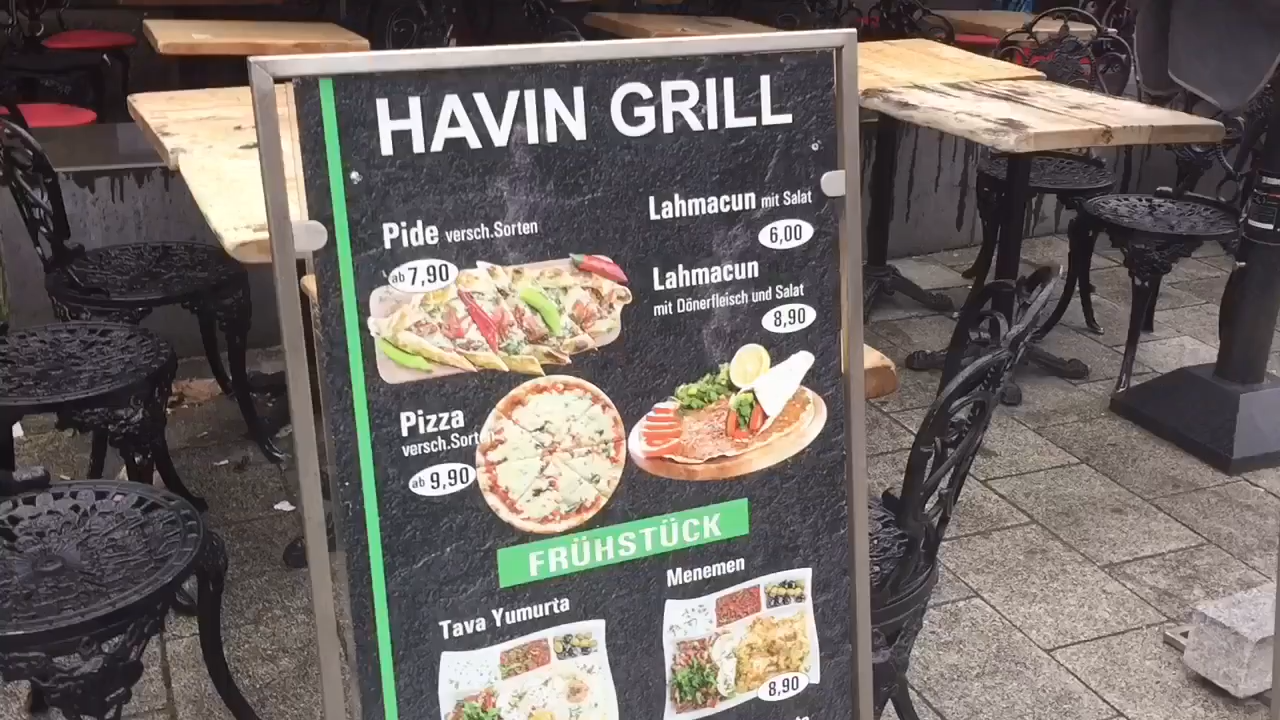 HAVIN GRILL
Pide versch.Sorten
ab 7,90
Lahmacun mit Salat
6,00
Lahmacun
mit Dönerfleisch und Salat
8,90
Pizza
versch.Sort
ab 9,90
FRÜHSTÜCK
Tava Yumurta
Menemen
8,90